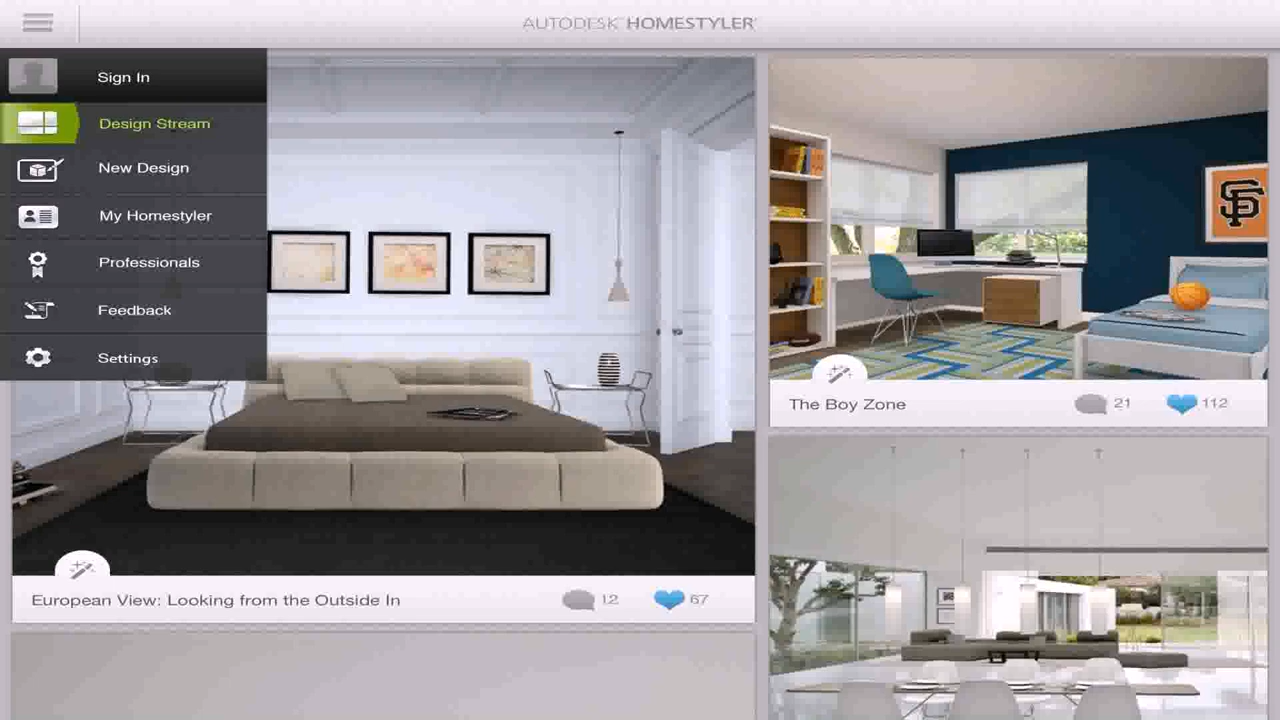 AUTODESK HOMESTYLER
Sign In
Design Stream
New Design
My Homestyler
Professionals
Feedback
Settings
SF
The Boy Zone
21
112
European View: Looking from the Outside In
12
67